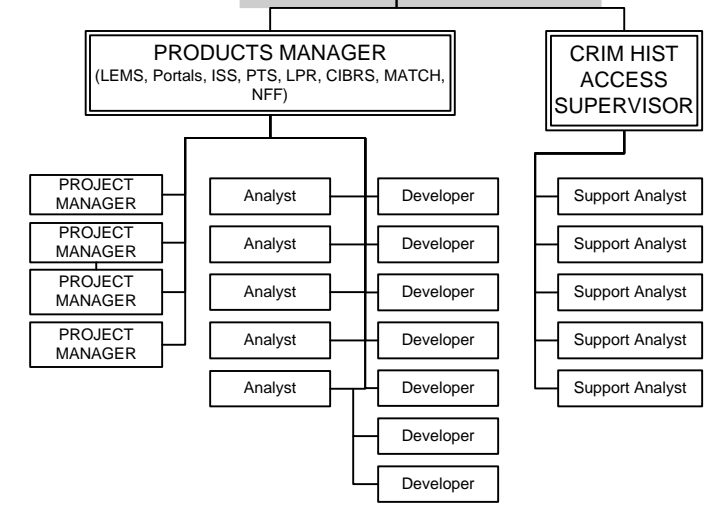 PRODUCTS MANAGER
(LEMS, Portals, ISS, PTS, LPR, CIBRS, MATCH,
NFF)
CRIM HIST
ACCESS
SUPERVISOR
PROJECT
MANAGER
PROJECT
MANAGER
PROJECT
MANAGER
PROJECT
MANAGER
Analyst
Analyst
Analyst
Analyst
Analyst
Developer
Developer
Developer
Developer
Developer
Developer
Developer
Support Analyst
Support Analyst
Support Analyst
Support Analyst
Support Analyst